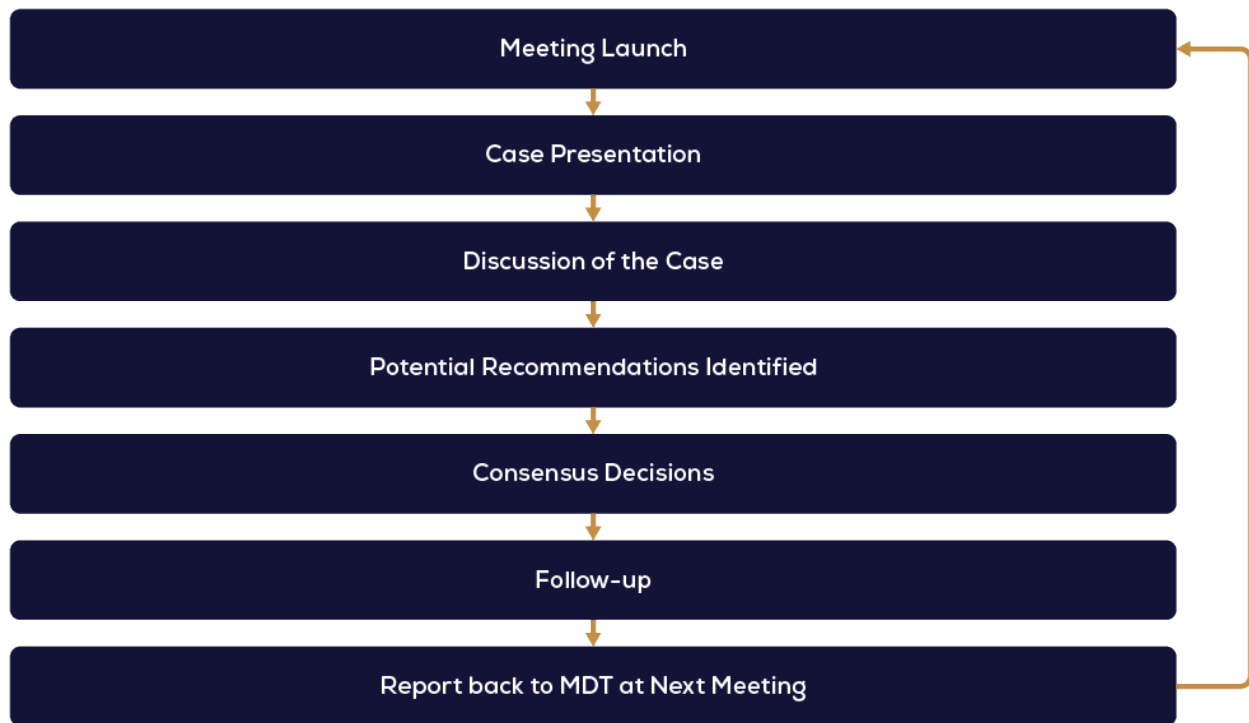 Meeting Launch
Case Presentation
Discussion of the Case
Potential Recommendations Identified
Consensus Decisions
Follow-up
Report back to MDT at Next Meeting